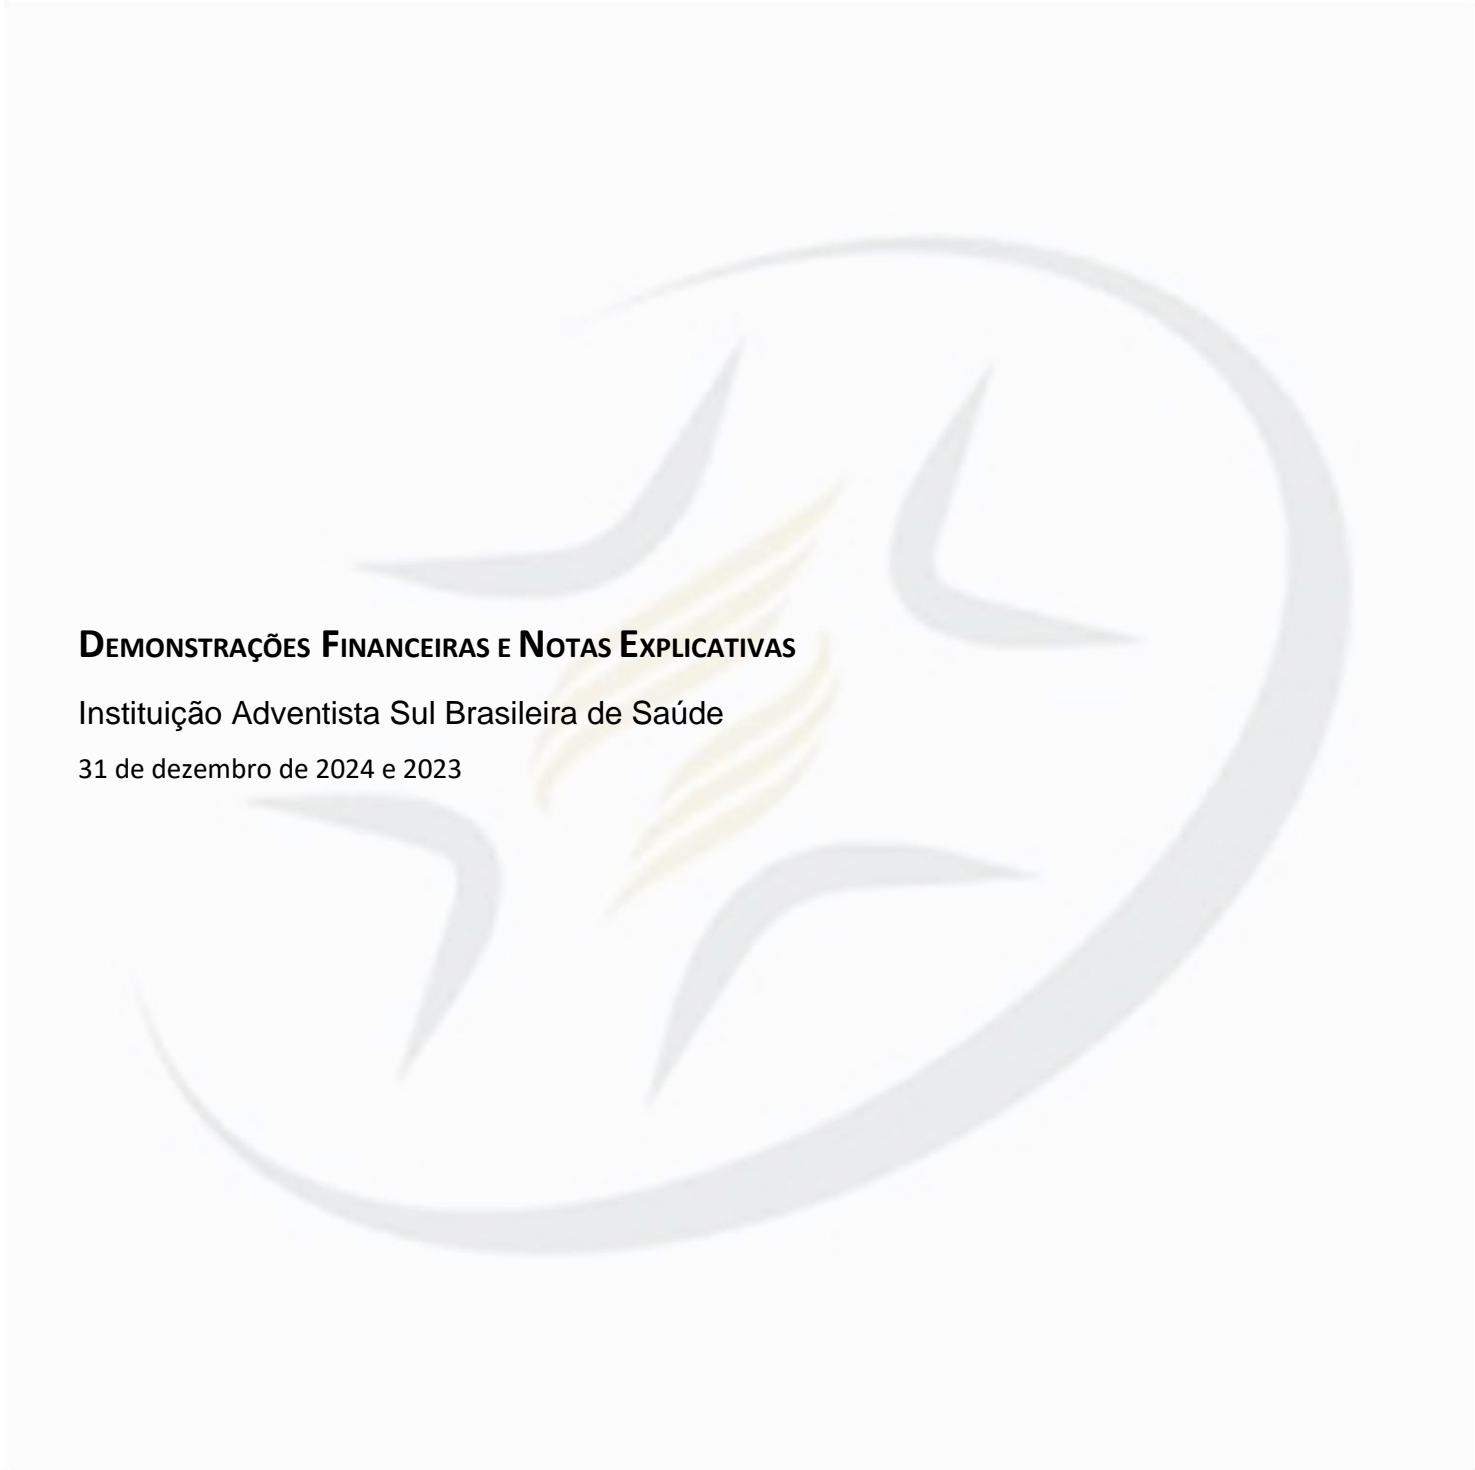 DEMONSTRAÇÕES FINANCEIRAS E NOTAS EXPLICATIVAS
Instituição Adventista Sul Brasileira de Saúde
31 de dezembro de 2024 e 2023